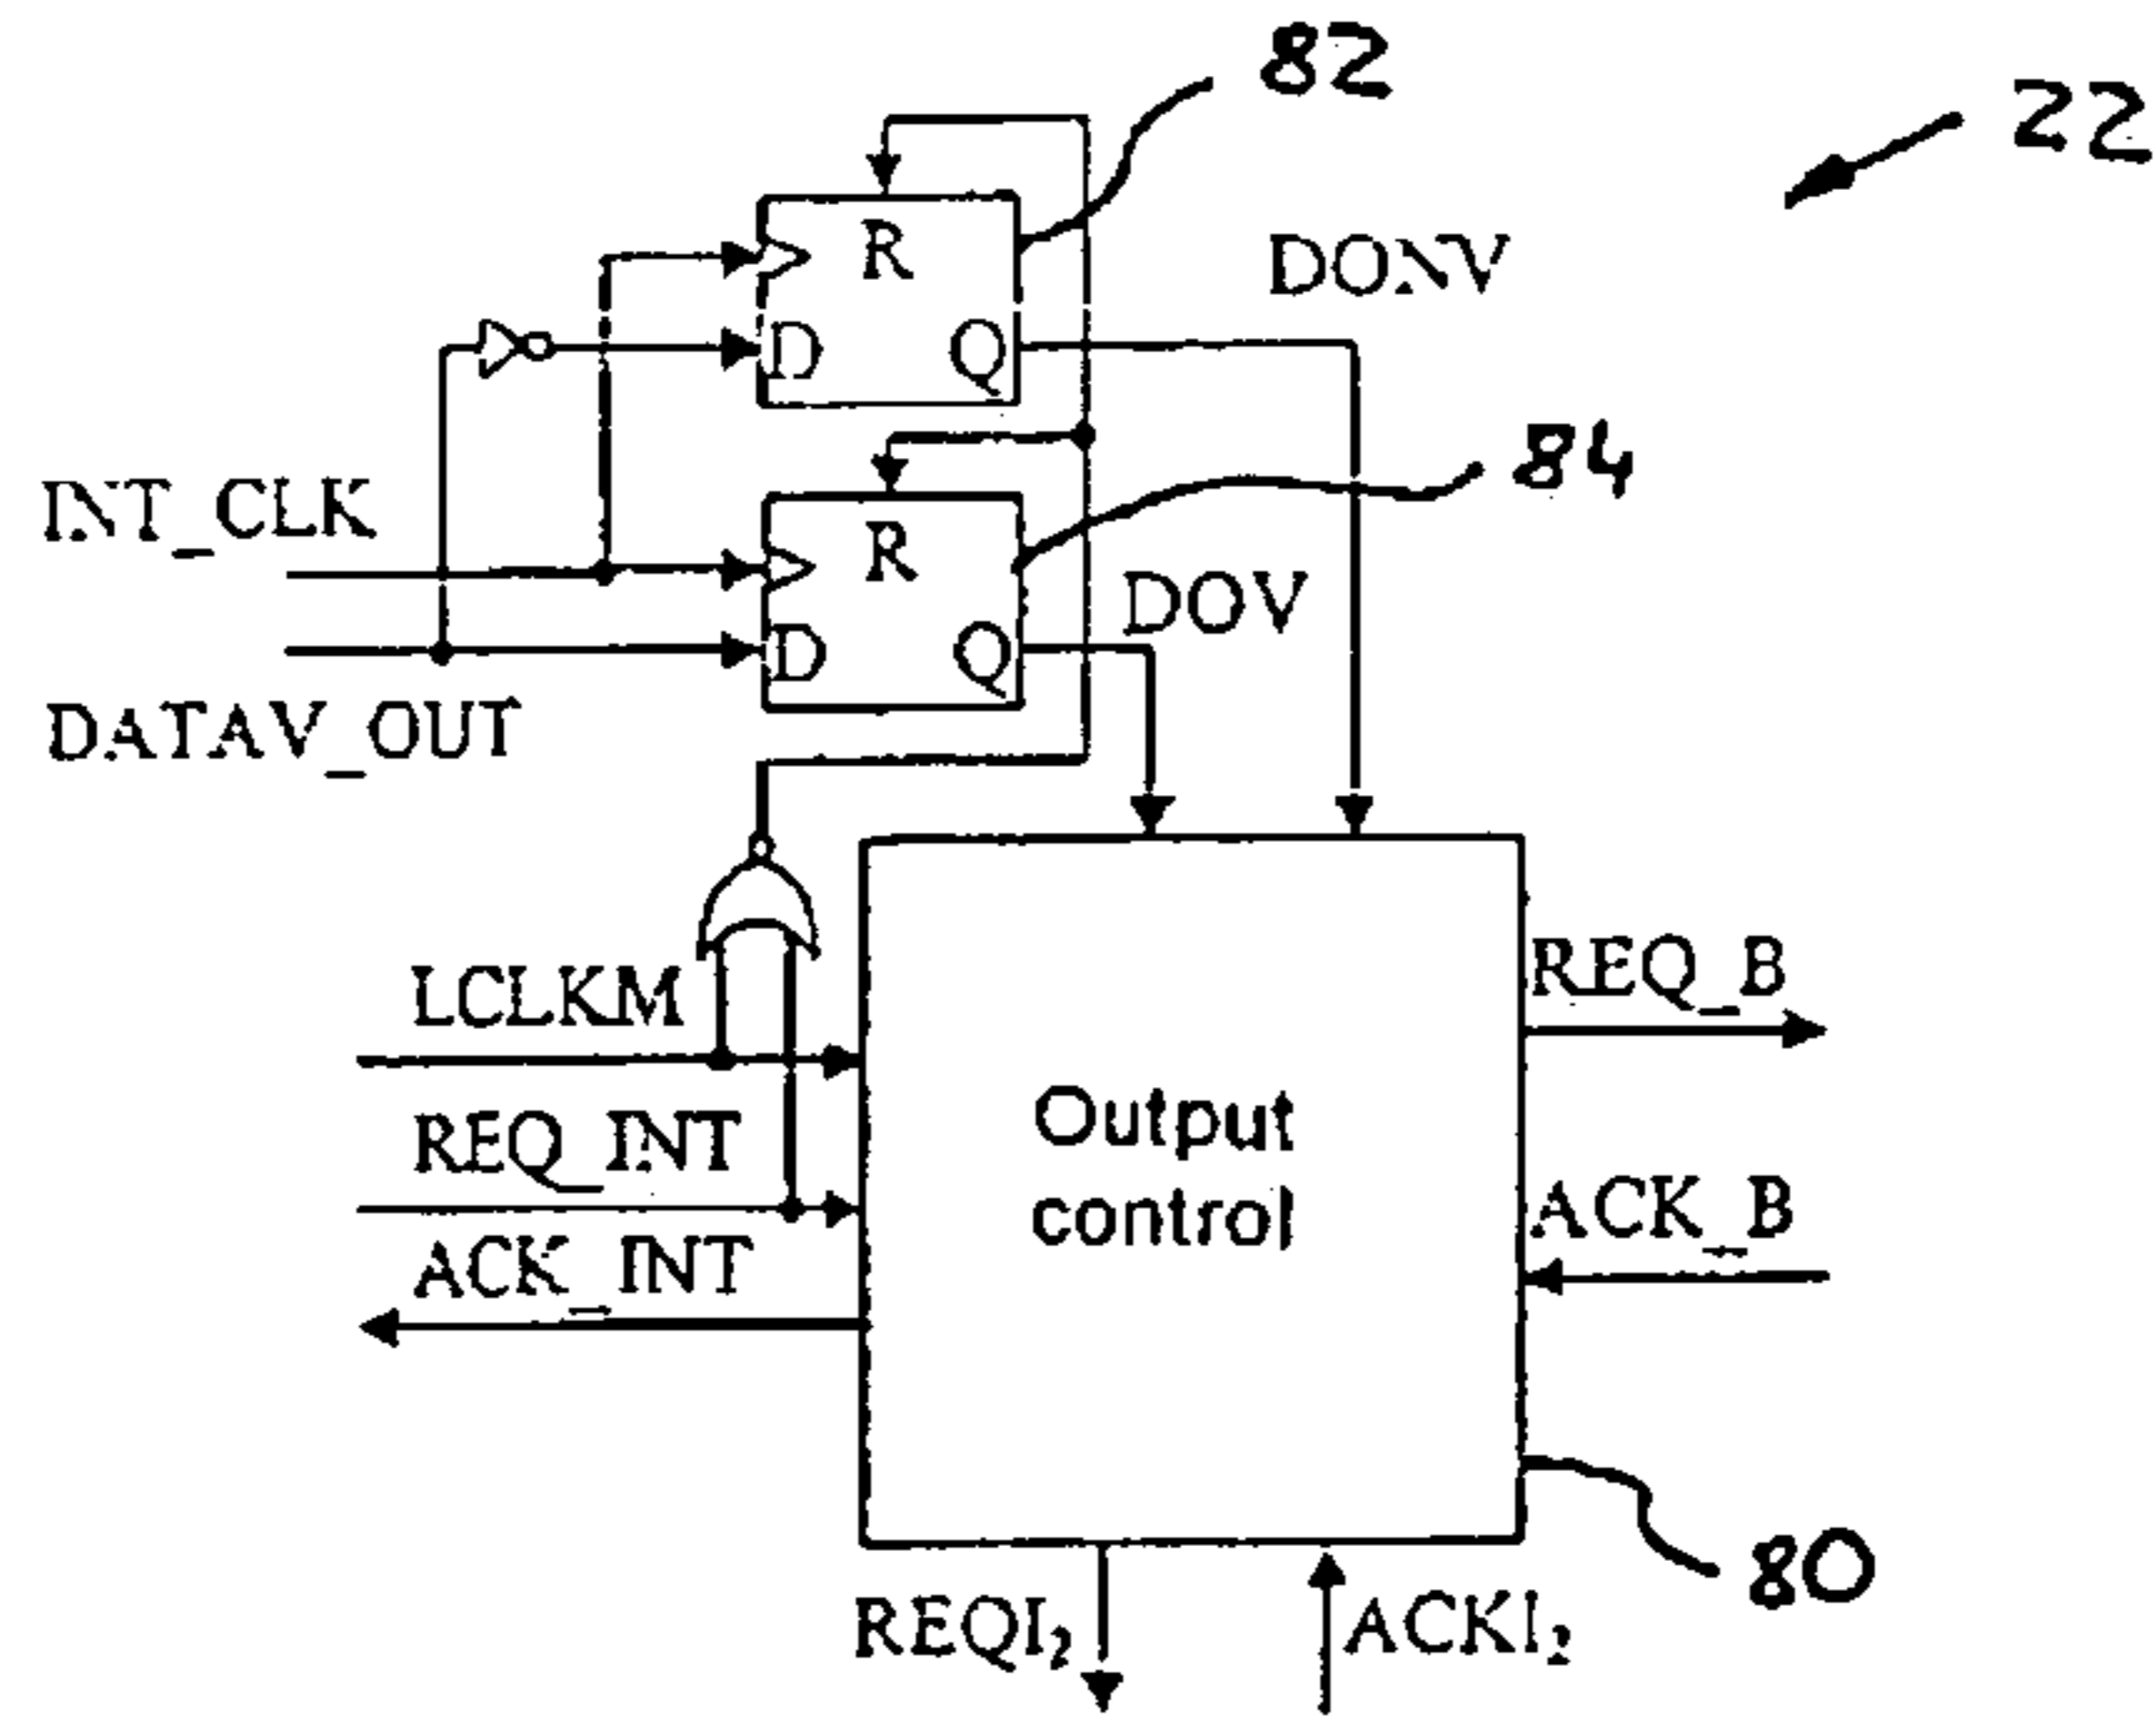 82
22
R
DONV
D
Q
84
INT_CLK
R
DOV
D
Q
DATAV_OUT
LCLKM
REQ_B
REQ_INT
Output
control
ACK_B
ACK_INT
80
REQI₂
ACKI₂